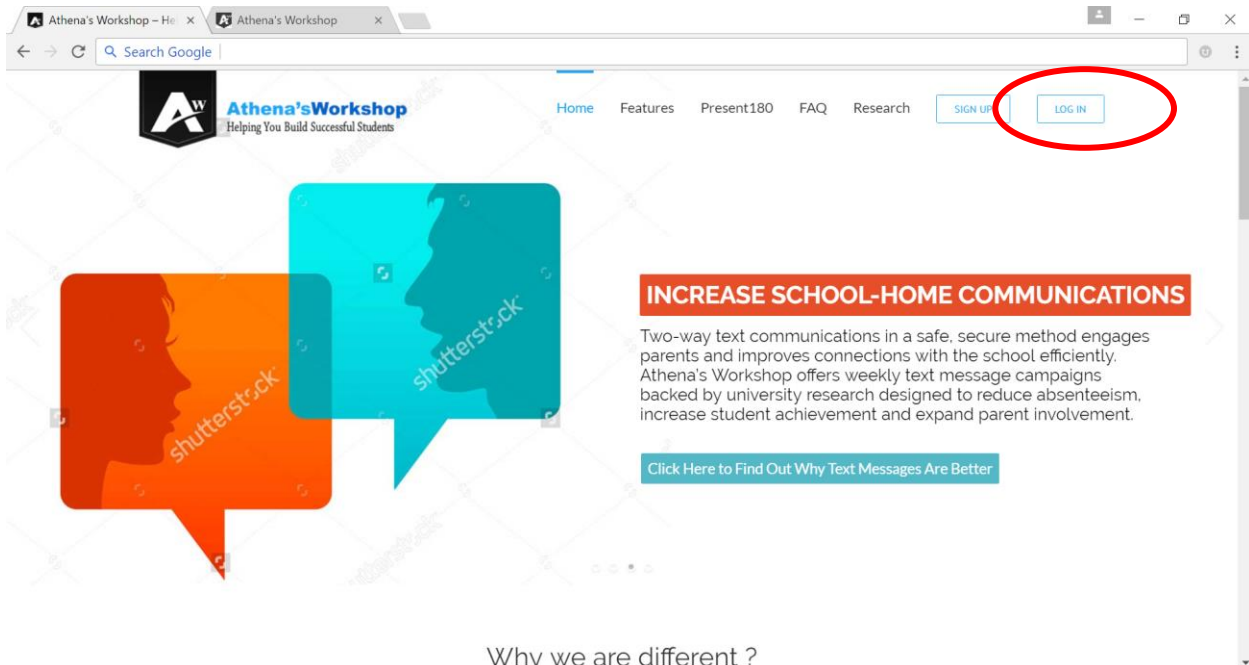 Athena's Workshop – He
Athena's Workshop
Search Google
AW
Athena'sWorkshop
Helping You Build Successful Students
Home Features Present180 FAQ Research SIGN UP LOG IN
shutterstock
shutterstock
INCREASE SCHOOL-HOME COMMUNICATIONS
Two-way text communications in a safe, secure method engages
parents and improves connections with the school efficiently.
Athena's Workshop offers weekly text message campaigns
backed by university research designed to reduce absenteeism,
increase student achievement and expand parent involvement.
Click Here to Find Out Why Text Messages Are Better
Why we are different ?